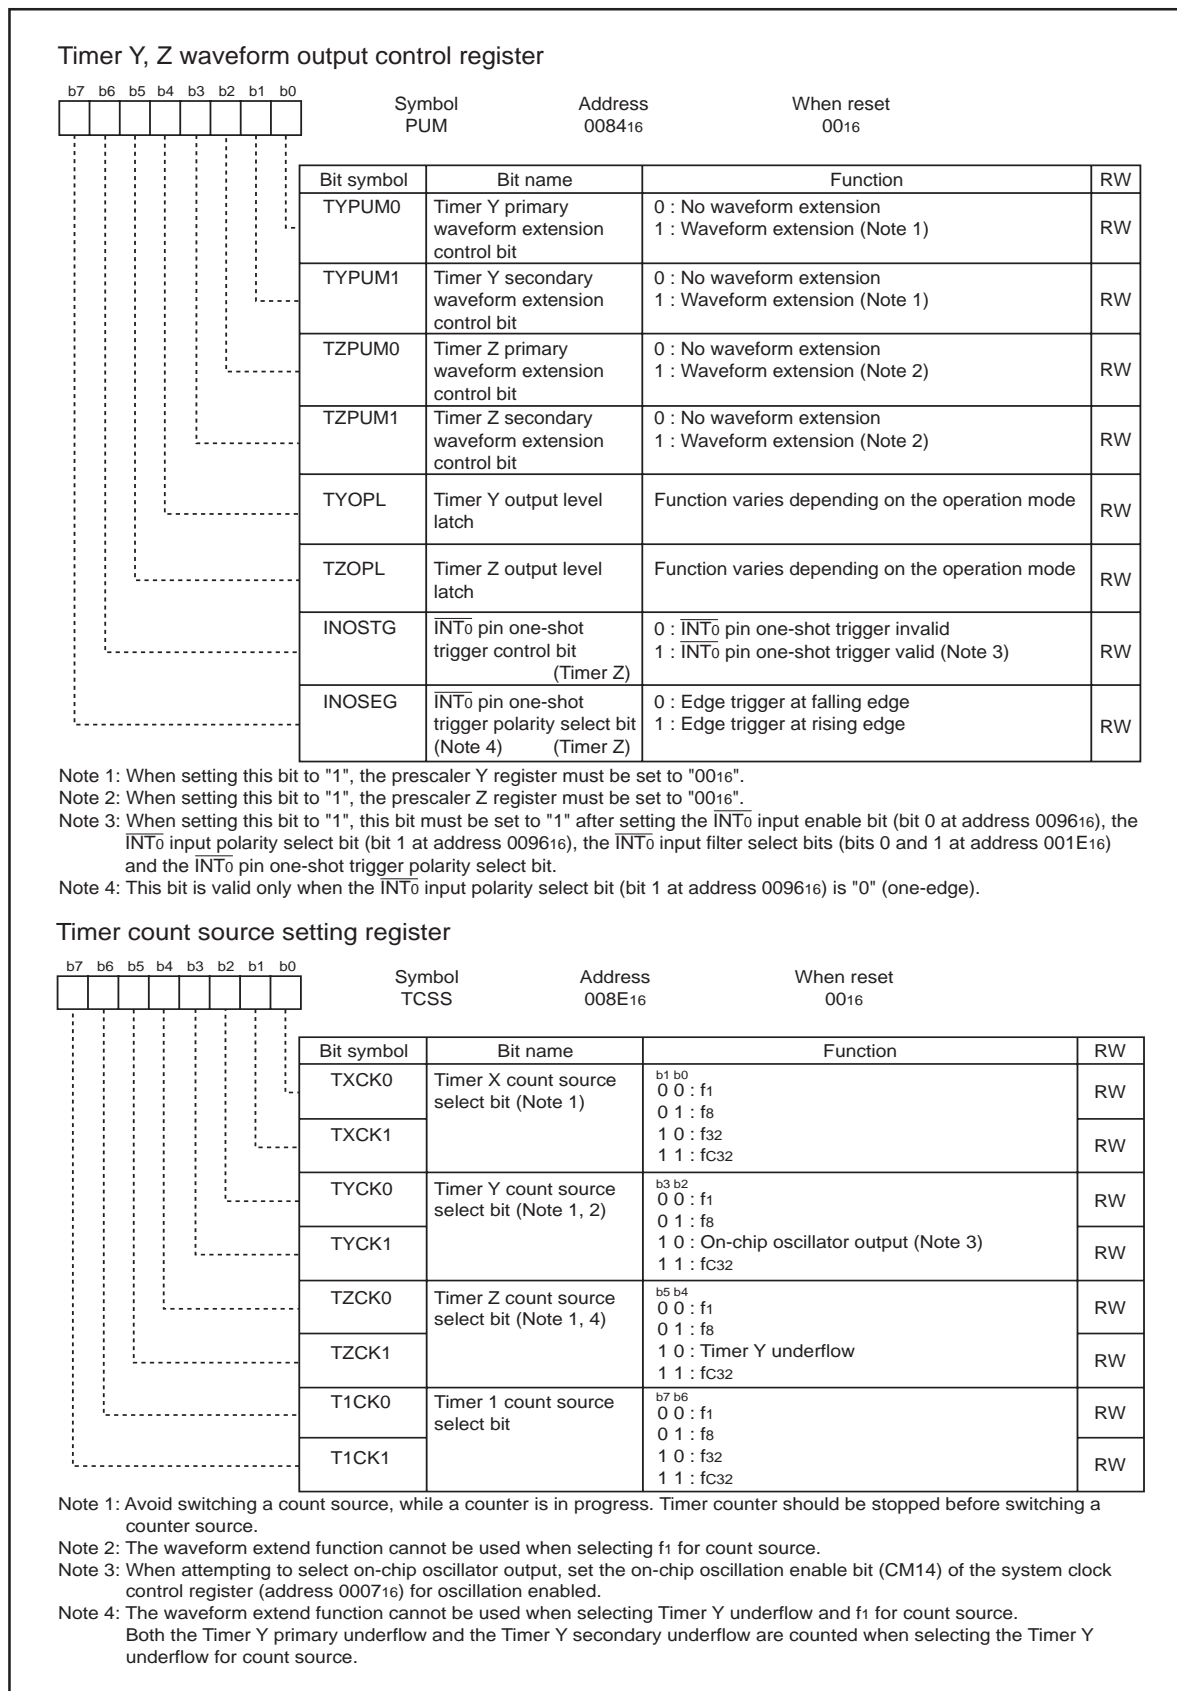 Timer Y, Z waveform output control register
b7 b6 b5 b4 b3 b2 b1 b0
Symbol Address When reset
PUM 008416 0016
Bit symbol Bit name Function RW
TYPUM0 Timer Y primary 0 : No waveform extension
waveform extension 1 : Waveform extension (Note 1) RW
control bit
TYPUM1 Timer Y secondary 0 : No waveform extension
waveform extension 1 : Waveform extension (Note 1) RW
control bit
TZPUM0 Timer Z primary 0 : No waveform extension
waveform extension 1 : Waveform extension (Note 2) RW
control bit
TZPUM1 Timer Z secondary 0 : No waveform extension
waveform extension 1 : Waveform extension (Note 2) RW
control bit
TYOPL Timer Y output level Function varies depending on the operation mode RW
latch
TZOPL Timer Z output level Function varies depending on the operation mode RW
latch
INOSTG INT0 pin one-shot 0 : INT0 pin one-shot trigger invalid
trigger control bit 1 : INT0 pin one-shot trigger valid (Note 3) RW
(Timer Z)
INOSEG INT0 pin one-shot 0 : Edge trigger at falling edge
trigger polarity select bit 1 : Edge trigger at rising edge RW
(Note 4) (Timer Z)
Note 1: When setting this bit to "1", the prescaler Y register must be set to "0016".
Note 2: When setting this bit to "1", the prescaler Z register must be set to "0016".
Note 3: When setting this bit to "1", this bit must be set to "1" after setting the INT0 input enable bit (bit 0 at address 009616), the
INT0 input polarity select bit (bit 1 at address 009616), the INT0 input filter select bits (bits 0 and 1 at address 001E16)
and the INT0 pin one-shot trigger polarity select bit.
Note 4: This bit is valid only when the INT0 input polarity select bit (bit 1 at address 009616) is "0" (one-edge).
Timer count source setting register
b7 b6 b5 b4 b3 b2 b1 b0
Symbol Address When reset
TCSS 008E16 0016
Bit symbol Bit name Function RW
b1 b0
TXCK0 Timer X count source 0 0 : f1 RW
select bit (Note 1) 0 1 : f8
TXCK1 1 0 : f32 RW
1 1 : fC32
b3 b2
TYCK0 Timer Y count source 0 0 : f1 RW
select bit (Note 1, 2) 0 1 : f8
TYCK1 1 0 : On-chip oscillator output (Note 3) RW
1 1 : fC32
b5 b4
TZCK0 Timer Z count source 0 0 : f1 RW
select bit (Note 1, 4) 0 1 : f8
TZCK1 1 0 : Timer Y underflow RW
1 1 : fC32
b7 b6
T1CK0 Timer 1 count source 0 0 : f1 RW
select bit 0 1 : f8
T1CK1 1 0 : f32 RW
1 1 : fC32
Note 1: Avoid switching a count source, while a counter is in progress. Timer counter should be stopped before switching a
counter source.
Note 2: The waveform extend function cannot be used when selecting f1 for count source.
Note 3: When attempting to select on-chip oscillator output, set the on-chip oscillation enable bit (CM14) of the system clock
control register (address 000716) for oscillation enabled.
Note 4: The waveform extend function cannot be used when selecting Timer Y underflow and f1 for count source.
Both the Timer Y primary underflow and the Timer Y secondary underflow are counted when selecting the Timer Y
underflow for count source.